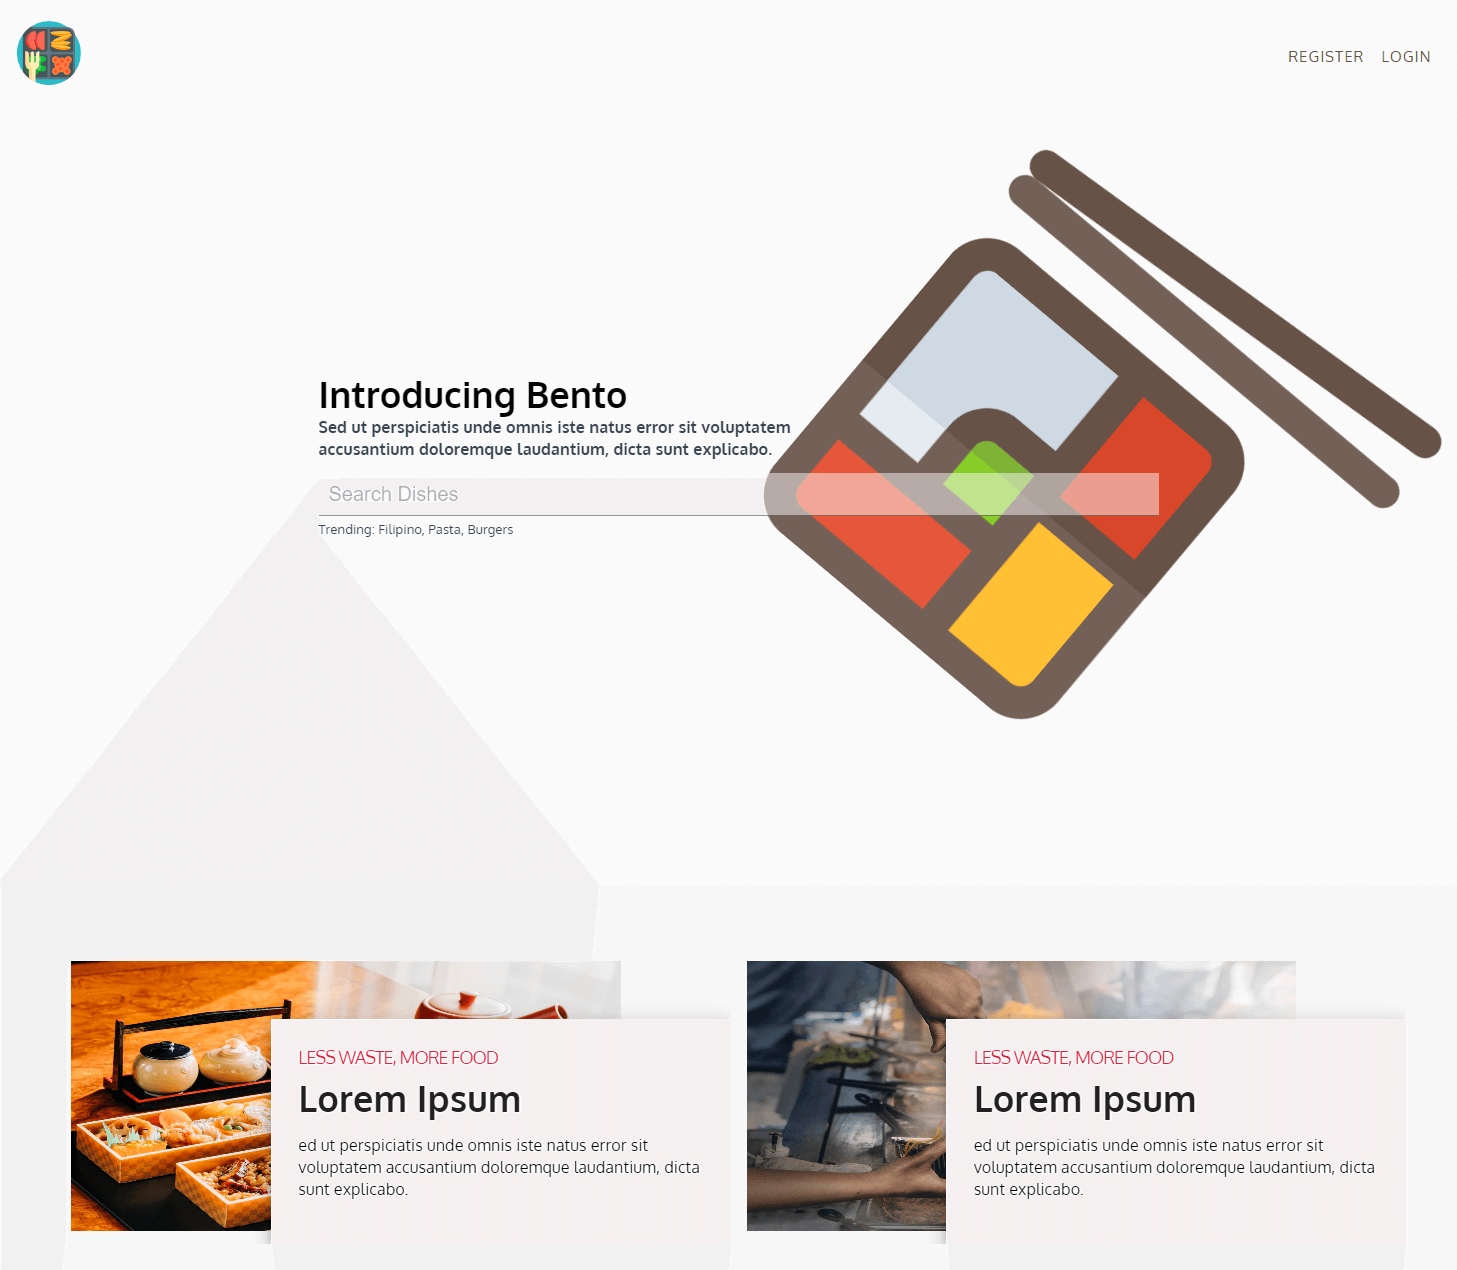 REGISTER LOGIN
Introducing Bento
Sed ut perspiciatis unde omnis iste natus error sit voluptatem
accusantium doloremque laudantium, dicta sunt explicabo.
Search Dishes
Trending: Filipino, Pasta, Burgers
LESS WASTE, MORE FOOD
Lorem Ipsum
ed ut perspiciatis unde omnis iste natus error sit
voluptatem accusantium doloremque laudantium, dicta
sunt explicabo.
LESS WASTE, MORE FOOD
Lorem Ipsum
ed ut perspiciatis unde omnis iste natus error sit
voluptatem accusantium doloremque laudantium, dicta
sunt explicabo.